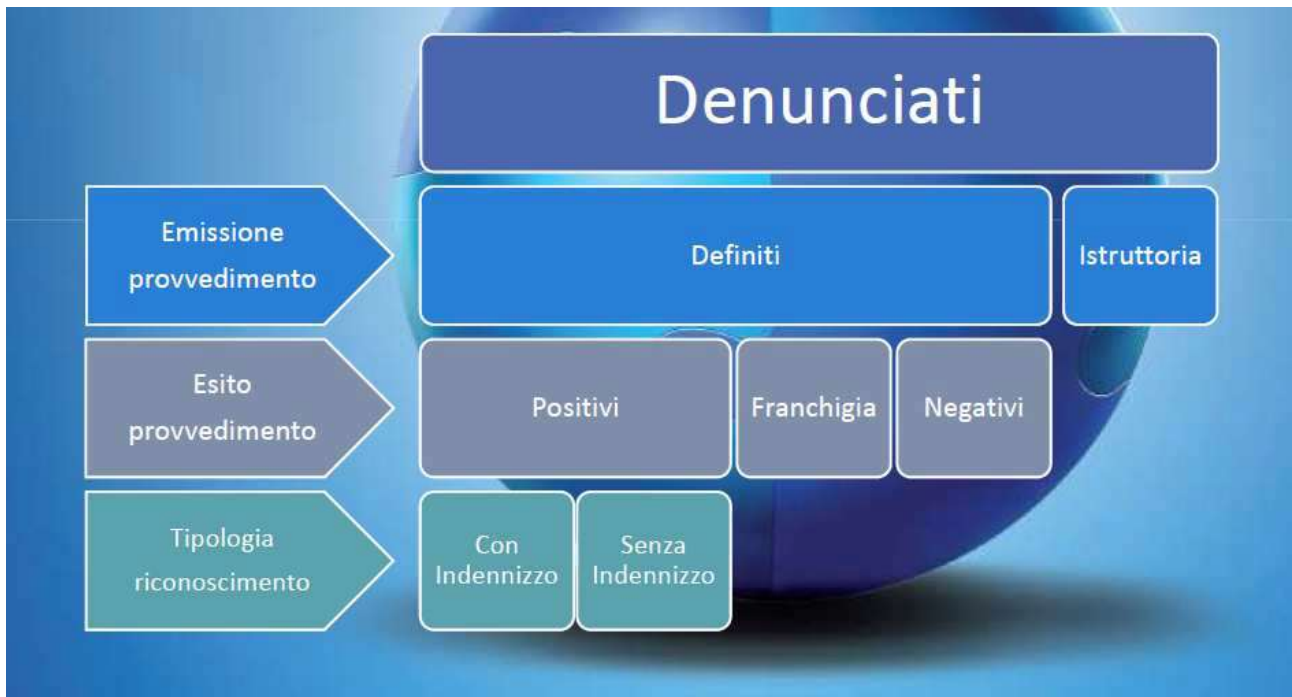 Denunciati
Emissione
provvedimento
Definiti
Istruttoria
Esito
provvedimento
Positivi
Franchigia
Negativi
Tipologia
riconoscimento
Con
Indennizzo
Senza
Indennizzo